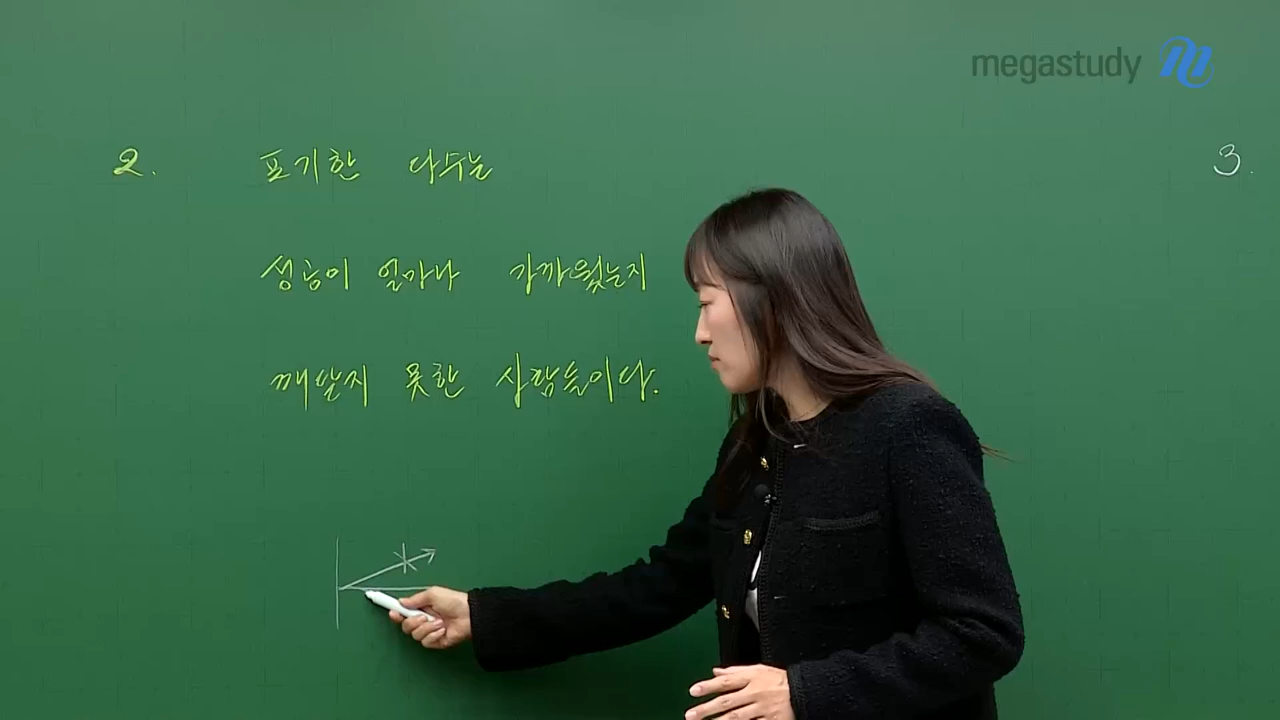 megastudy
2. 포기한 다수는
성공이 얼마나 가까웠는지
깨닫지 못한 사람들이다.
3.